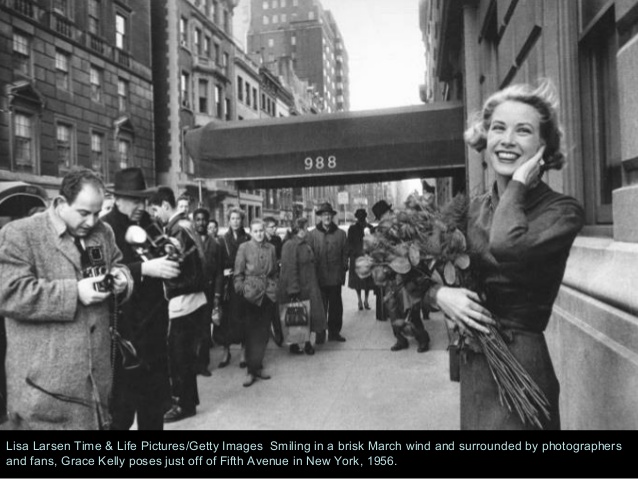 988
Lisa Larsen Time & Life Pictures/Getty Images  Smiling in a brisk March wind and surrounded by photographers
and fans, Grace Kelly poses just off of Fifth Avenue in New York, 1956.